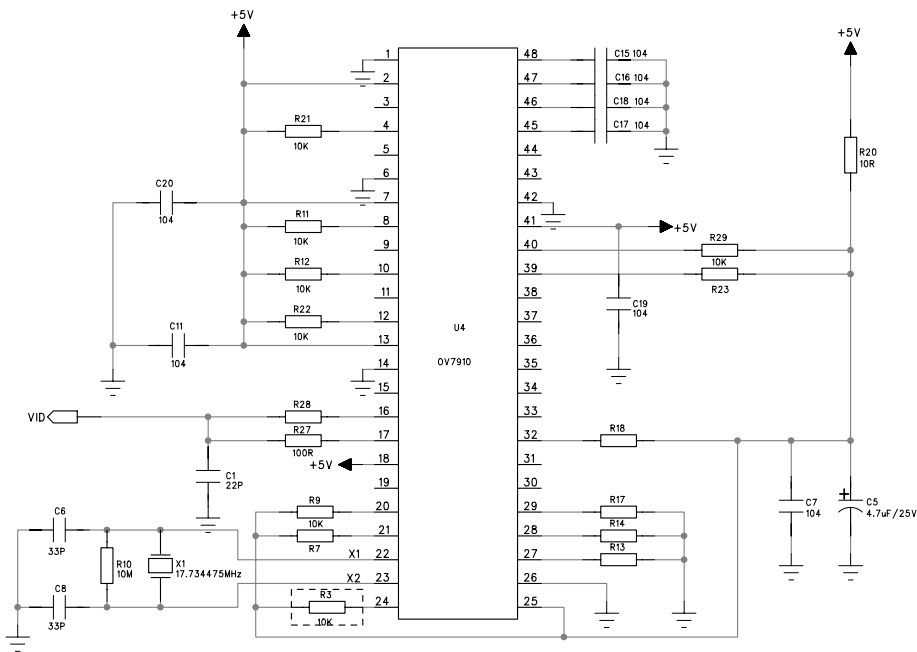 +5V
+5V
1
48
C15 104
2
47
C16 104
3
46
C18 104
R21
4
45
C17 104
10K
5
44
R20
10R
6
43
C20
7
42
104
R11
8
41
+5V
10K
R29
9
40
10K
R12
10
39
R23
10K
11
38
C19
104
R22
12
37
10K
C11
U4
13
36
104
OV7910
14
35
15
34
R28
VID
16
33
R27
17
32
R18
100R
+5V
18
31
C1
22P
19
30
R9
20
29
R17
C7
104
C5
4.7uF/25V
C6
10K
R7
21
28
R14
33P
X1
22
27
R13
R10
10M
X1
17.734475MHz
X2
23
26
C8
R3
24
25
33P
10K